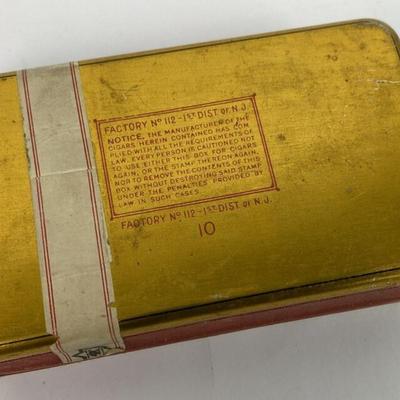 FACTORY Nº 112-1ST DIST OF N.J.
NOTICE, THE MANUFACTURER OF THE
CIGARS HEREIN CONTAINED HAS COM-
PLIED WITH ALL THE REQUIREMENTS OF
LAW. EVERY PERSON IS CAUTIONED NOT
TO USE EITHER THIS BOX FOR CIGARS
AGAIN, OR THE STAMP THEREON AGAIN
NOR TO REMOVE THE CONTENTS OF THIS
BOX WITHOUT DESTROYING SAID STAMP
UNDER THE PENALTIES PROVIDED BY
LAW IN SUCH CASES.
FACTORY Nº 112-1ST DIST OF N.J.
10